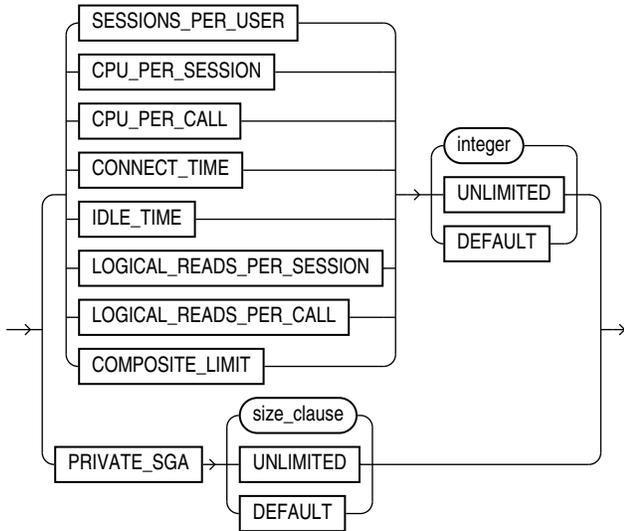 SESSIONS_PER_USER
CPU_PER_SESSION
CPU_PER_CALL
CONNECT_TIME
IDLE_TIME
LOGICAL_READS_PER_SESSION
LOGICAL_READS_PER_CALL
COMPOSITE_LIMIT
integer
UNLIMITED
DEFAULT
PRIVATE_SGA
size_clause
UNLIMITED
DEFAULT